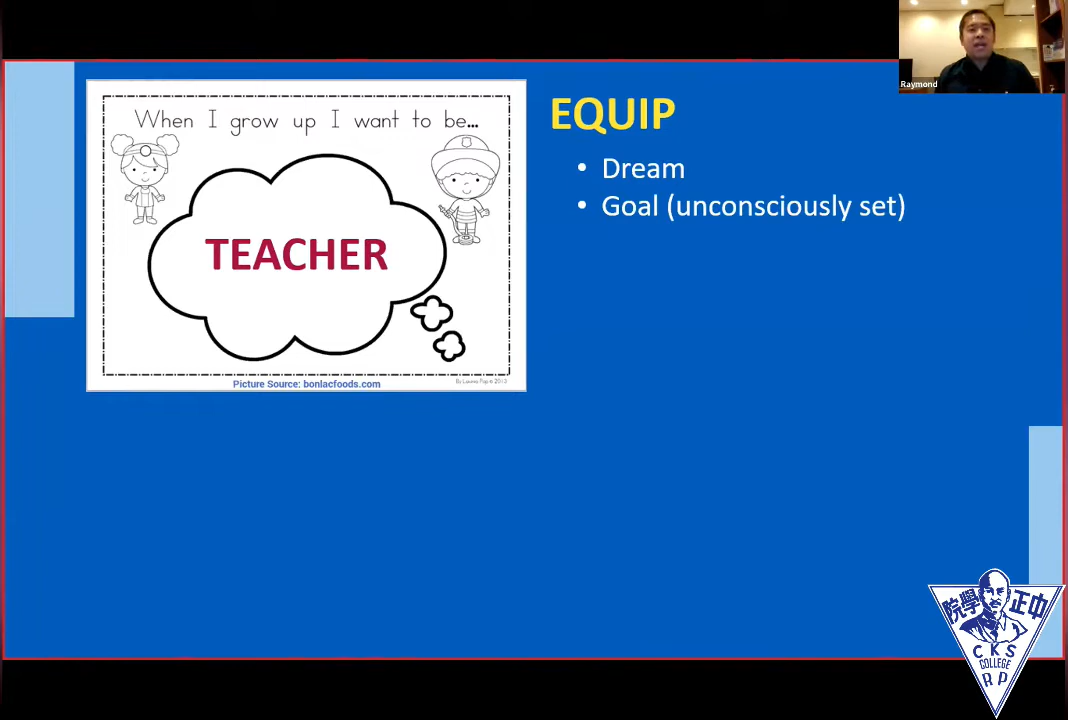 Raymond
When I grow up I want to be...
TEACHER
Picture Source: bonlacfoods.com
EQUIP
• Dream
• Goal (unconsciously set)
院學 正中
CKS
COLLEGE
RP